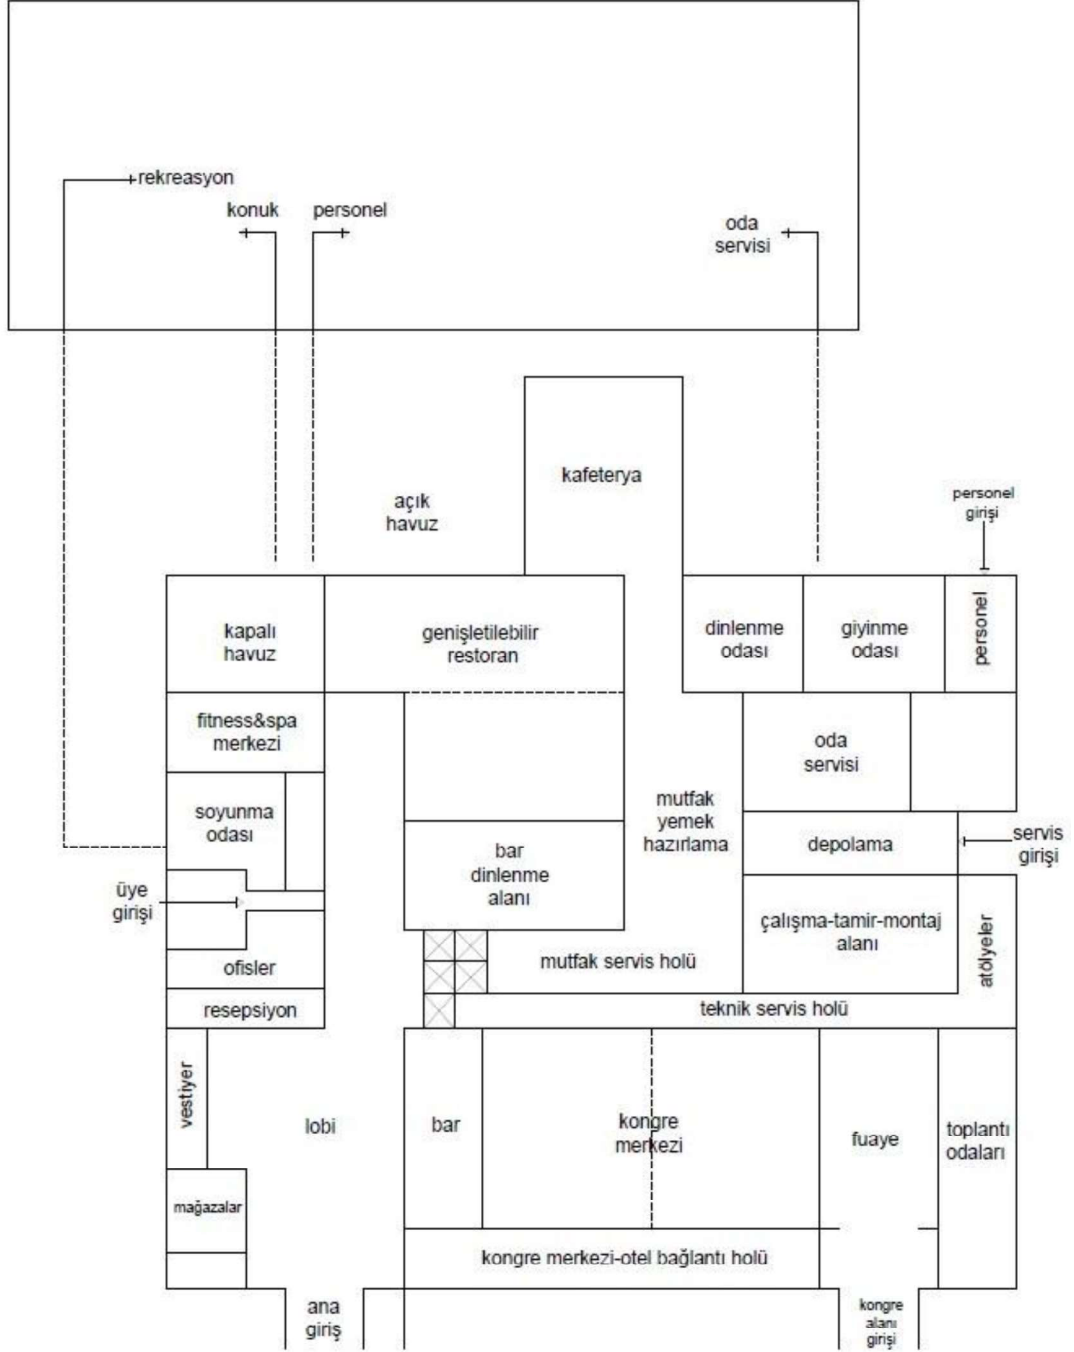 rekreasyon
konuk
personel
oda
servisi
kafeterya
açık
havuz
personel
girişi
kapalı
havuz
genişletilebilir
restoran
dinlenme
odası
giyinme
odası
personel
fitness&spa
merkezi
oda
servisi
soyunma
odası
mutfak
yemek
hazırlama
depolama
servis
girişi
bar
dinlenme
alanı
üye
girişi
çalışma-tamir-montaj
alanı
atölyeler
ofisler
mutfak servis holü
resepsiyon
teknik servis holü
vestiyer
lobi
bar
kongre
merkezi
fuaye
toplantı
odaları
mağazalar
kongre merkezi-otel bağlantı holü
ana
giriş
kongre
alanı
girişi